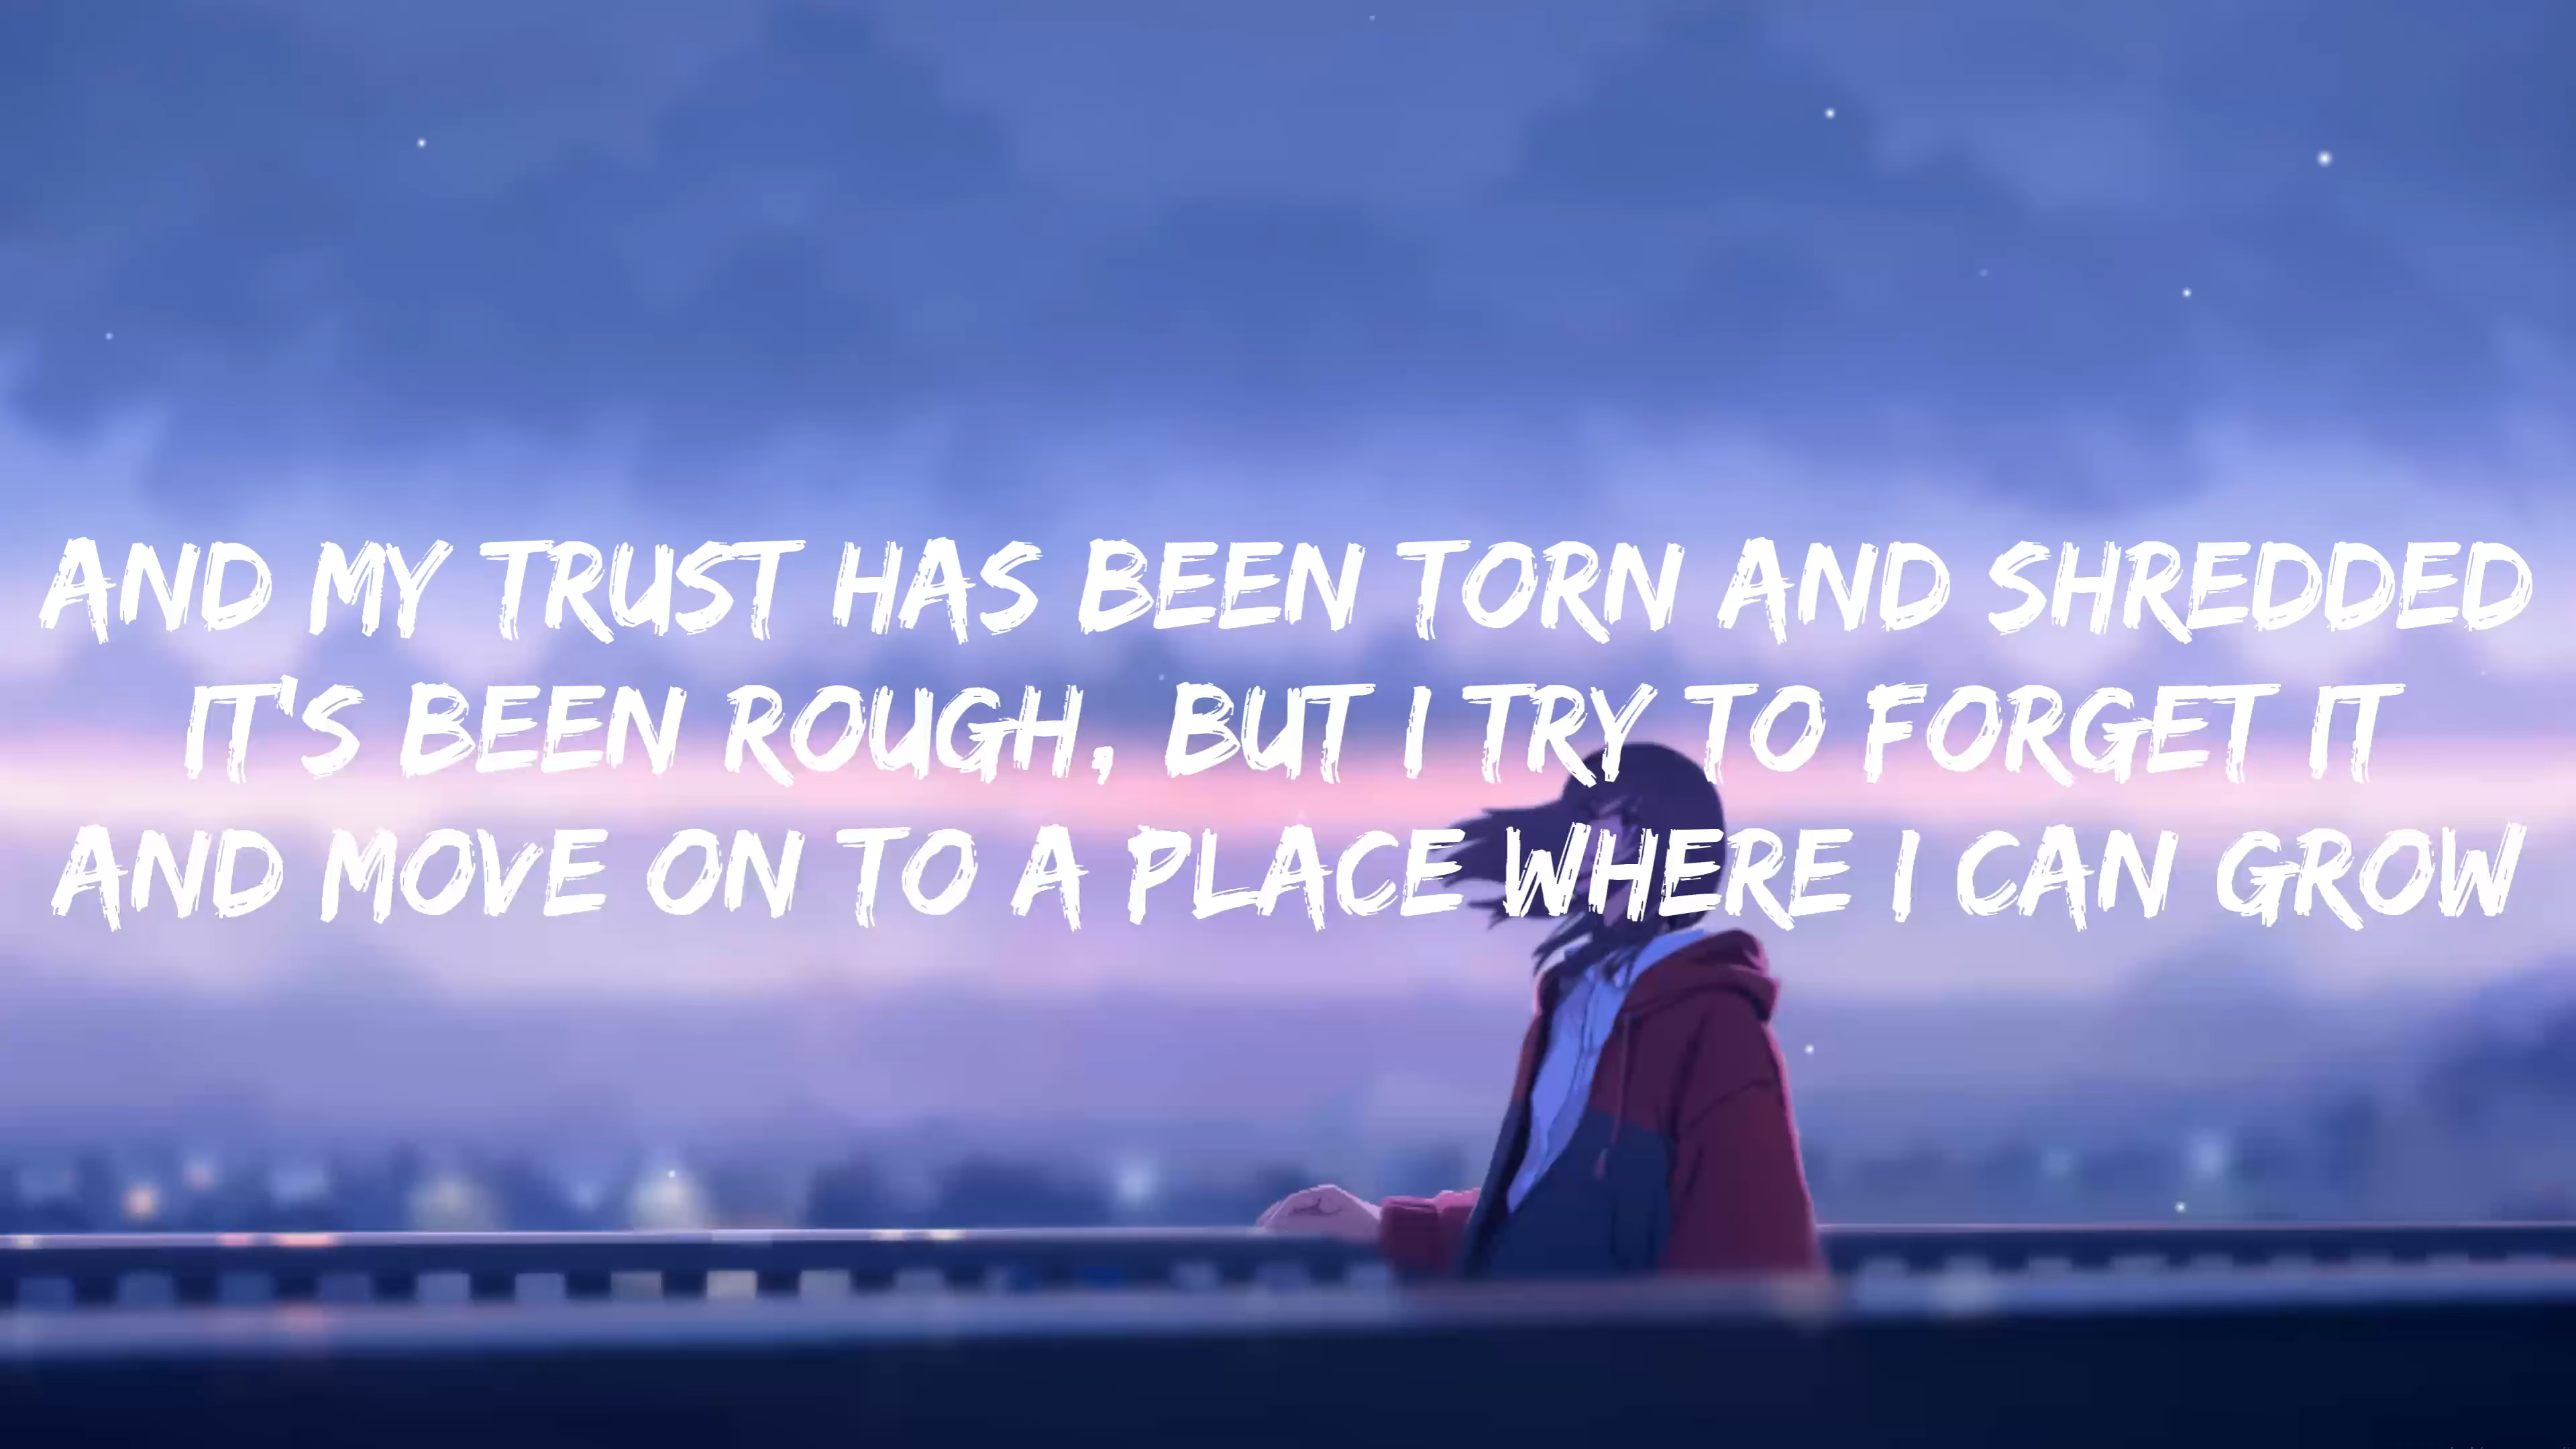 AND MY TRUST HAS BEEN TORN AND SHREDDED
IT'S BEEN ROUGH, BUT I TRY TO FORGET IT
AND MOVE ON TO A PLACE WHERE I CAN GROW